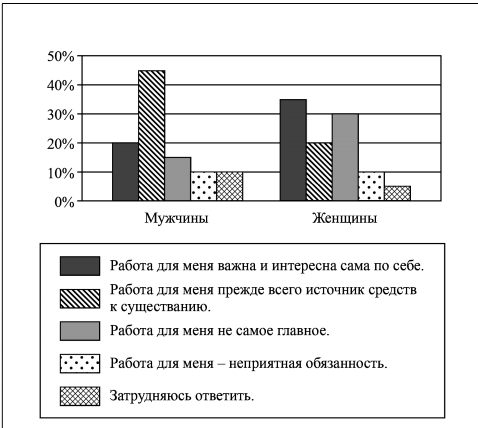 50%
40%
30%
20%
10%
0%
Мужчины Женщины
Работа для меня важна и интересна сама по себе.
Работа для меня прежде всего источник средств
к существанию.
Работа для меня не самое главное.
Работа для меня – неприятная обязанность.
Затрудняюсь ответить.